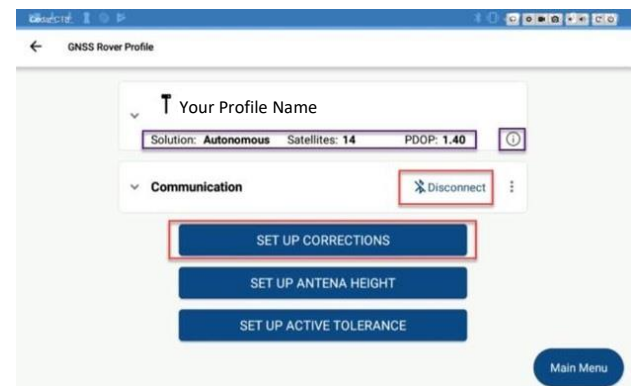 GNSS Rover Profile
Your Profile Name
Solution: Autonomous Satellites: 14 PDOP: 1.40
Communication Disconnect
SET UP CORRECTIONS
SET UP ANTENA HEIGHT
SET UP ACTIVE TOLERANCE
Main Menu